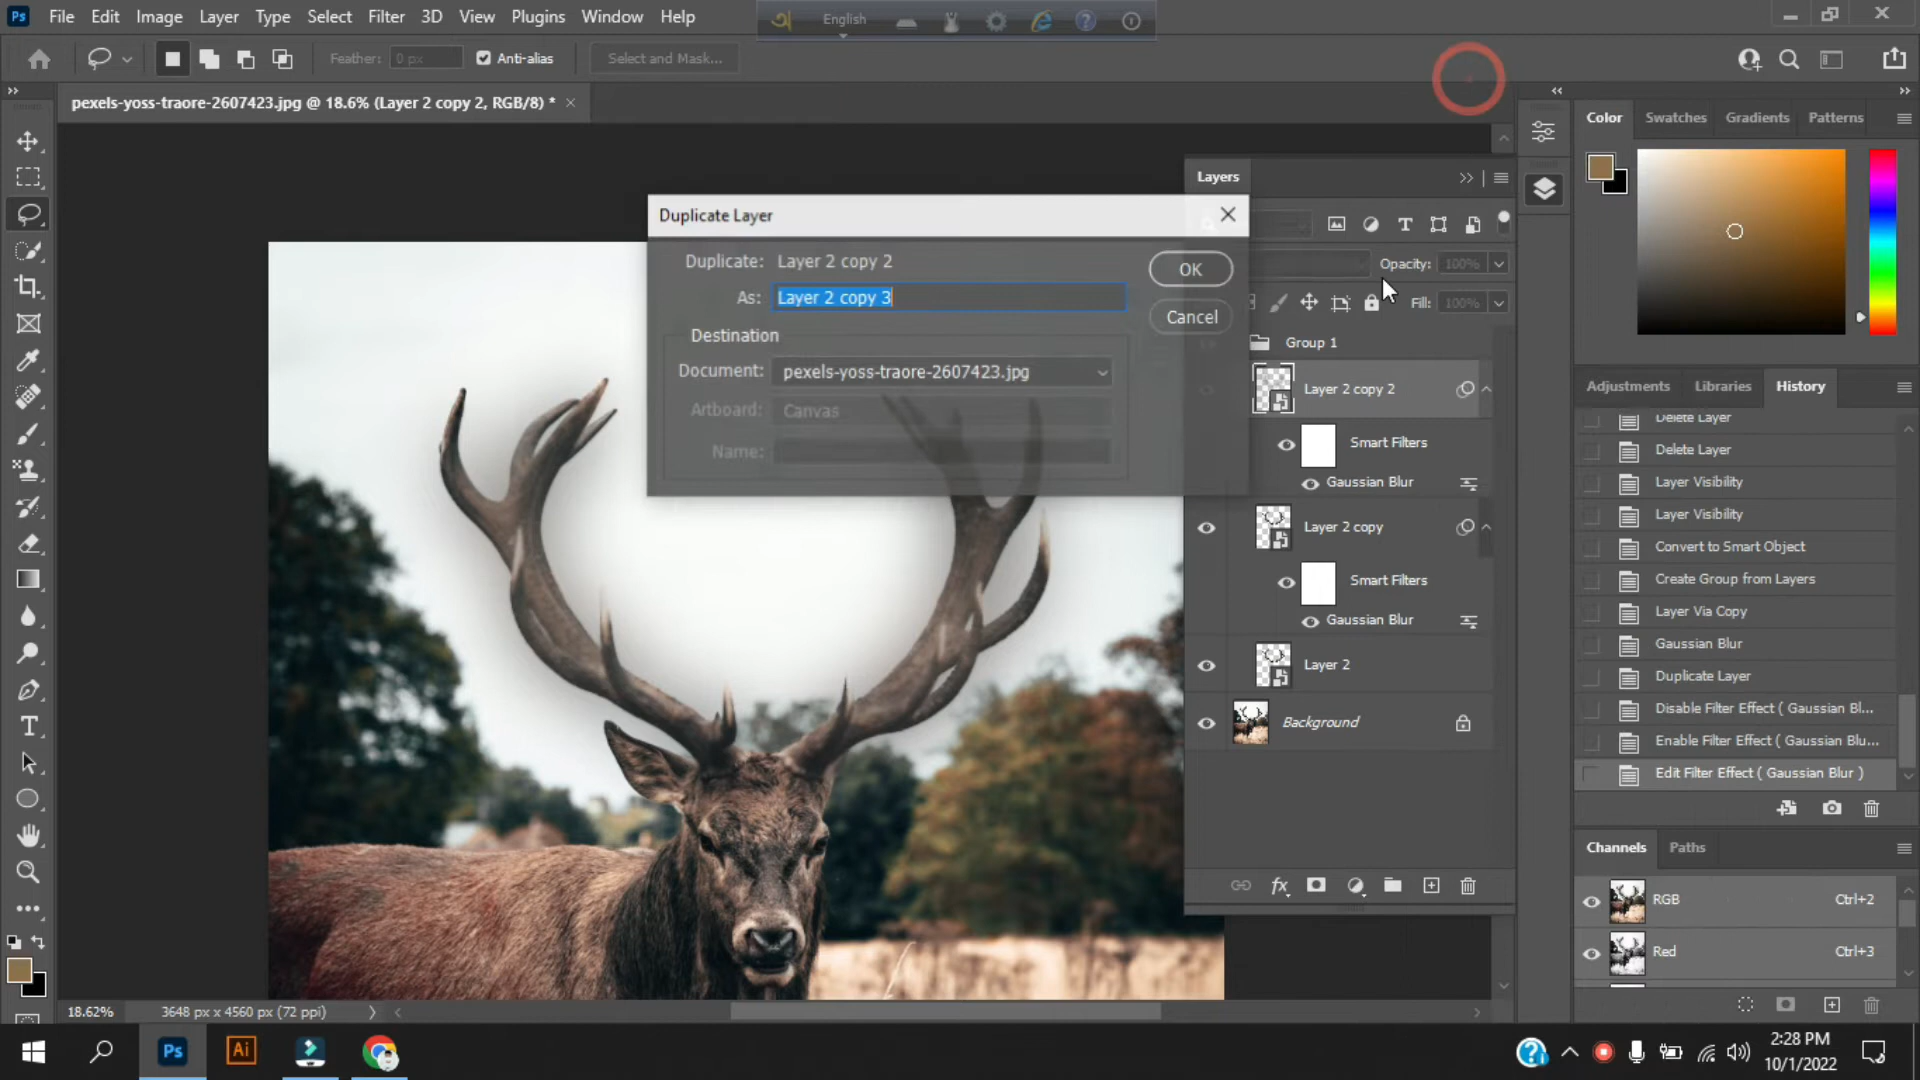 Ps File Edit Image Layer Type Select Filter 3D View Plugins Window Help
English
Feather: 0 px Anti-alias Select and Mask...
pexels-yoss-traore-2607423.jpg @ 18.6% (Layer 2 copy 2, RGB/8) * ×
Duplicate Layer
Duplicate: Layer 2 copy 2
As: Layer 2 copy 3
OK
Cancel
Destination
Document: pexels-yoss-traore-2607423.jpg
Artboard: Canvas
Name:
Layers
Opacity: 100%
Fill: 100%
Group 1
Layer 2 copy 2
Smart Filters
Gaussian Blur
Layer 2 copy
Smart Filters
Gaussian Blur
Layer 2
Background
fx
Color Swatches Gradients Patterns
Adjustments Libraries History
Delete Layer
Delete Layer
Layer Visibility
Layer Visibility
Convert to Smart Object
Create Group from Layers
Layer Via Copy
Gaussian Blur
Duplicate Layer
Disable Filter Effect ( Gaussian Bl...
Enable Filter Effect ( Gaussian Blu...
Edit Filter Effect ( Gaussian Blur )
Channels Paths
RGB Ctrl+2
Red Ctrl+3
18.62% 3648 px x 4560 px (72 ppi)
Ps Ai
2:28 PM
10/1/2022